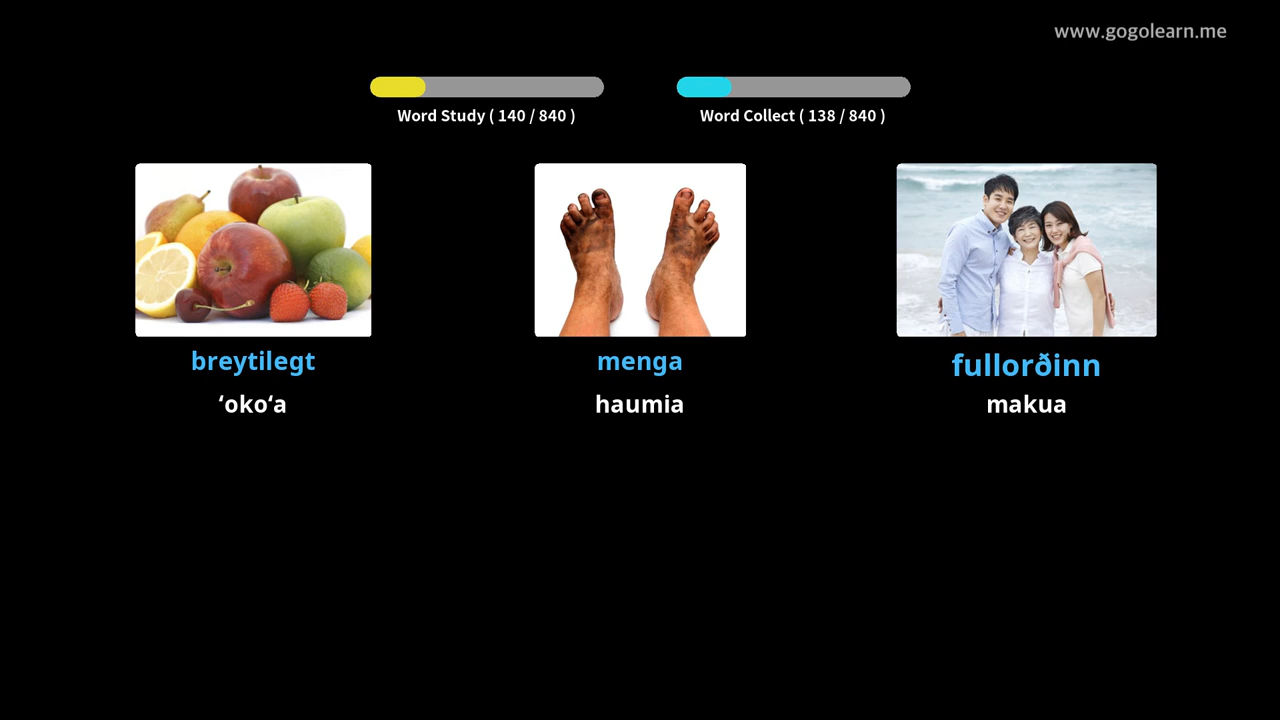 www.gogolearn.me
Word Study ( 140 / 840 )
Word Collect ( 138 / 840 )
breytilegt
ʻokoʻa
menga
haumia
fullorðinn
makua